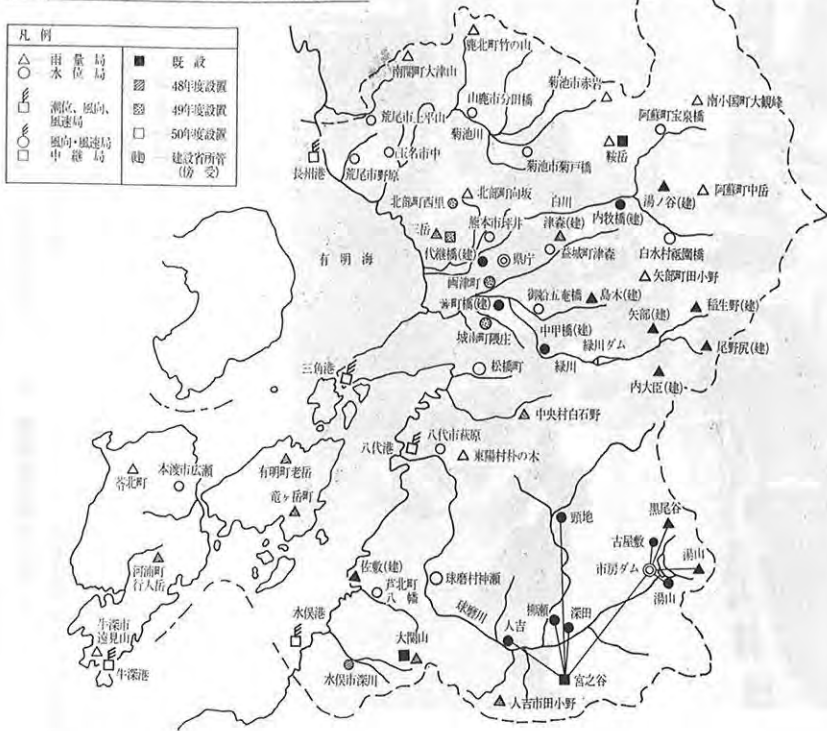 凡例
雨量局
水位局
潮位、風向、
風速局
風向・風速局
中継局
既設
48年度設置
49年度設置
50年度設置
(建) 建設省所管
(傍受)
鹿北町竹の山
南関町大津山
菊池市赤岩
南小国町大観峰
荒尾市上平山
山鹿市分田橋
阿蘇町宝泉橋
菊池川
玉名市中
鞍岳
長州港
荒尾市野原
菊池市菊戸橋
北部町向坂
湯ノ谷(建)
阿蘇町中岳
北部町西里
白川
内牧橋(建)
熊本市坪井
津森(建)
三岳
代継橋(建)
益城町津森
白水村祇園橋
有明海
県庁
矢部町田小野
画津町
御船五庵橋
島木(建)
稲生野(建)
町橋(建)
矢部(建)
城南町隈庄
中甲橋(建)
緑川ダム
尾野尻(建)
緑川
松橋町
三角港
内大臣(建)
中央村白石野
八代港
八代市萩原
東陽村朴の木
本渡市広瀬
有明町老岳
苓北町
竜ヶ岳町
頭地
黒尾谷
古屋敷
湯山
市房ダム
河浦町
行人岳
佐敷(建)
芦北町
八幡
球磨村神瀬
湯山
球磨川
柳瀬
深田
人吉
牛深市
遠見山
水俣港
大関山
牛深港
水俣市深川
宮之谷
人吉市田小野